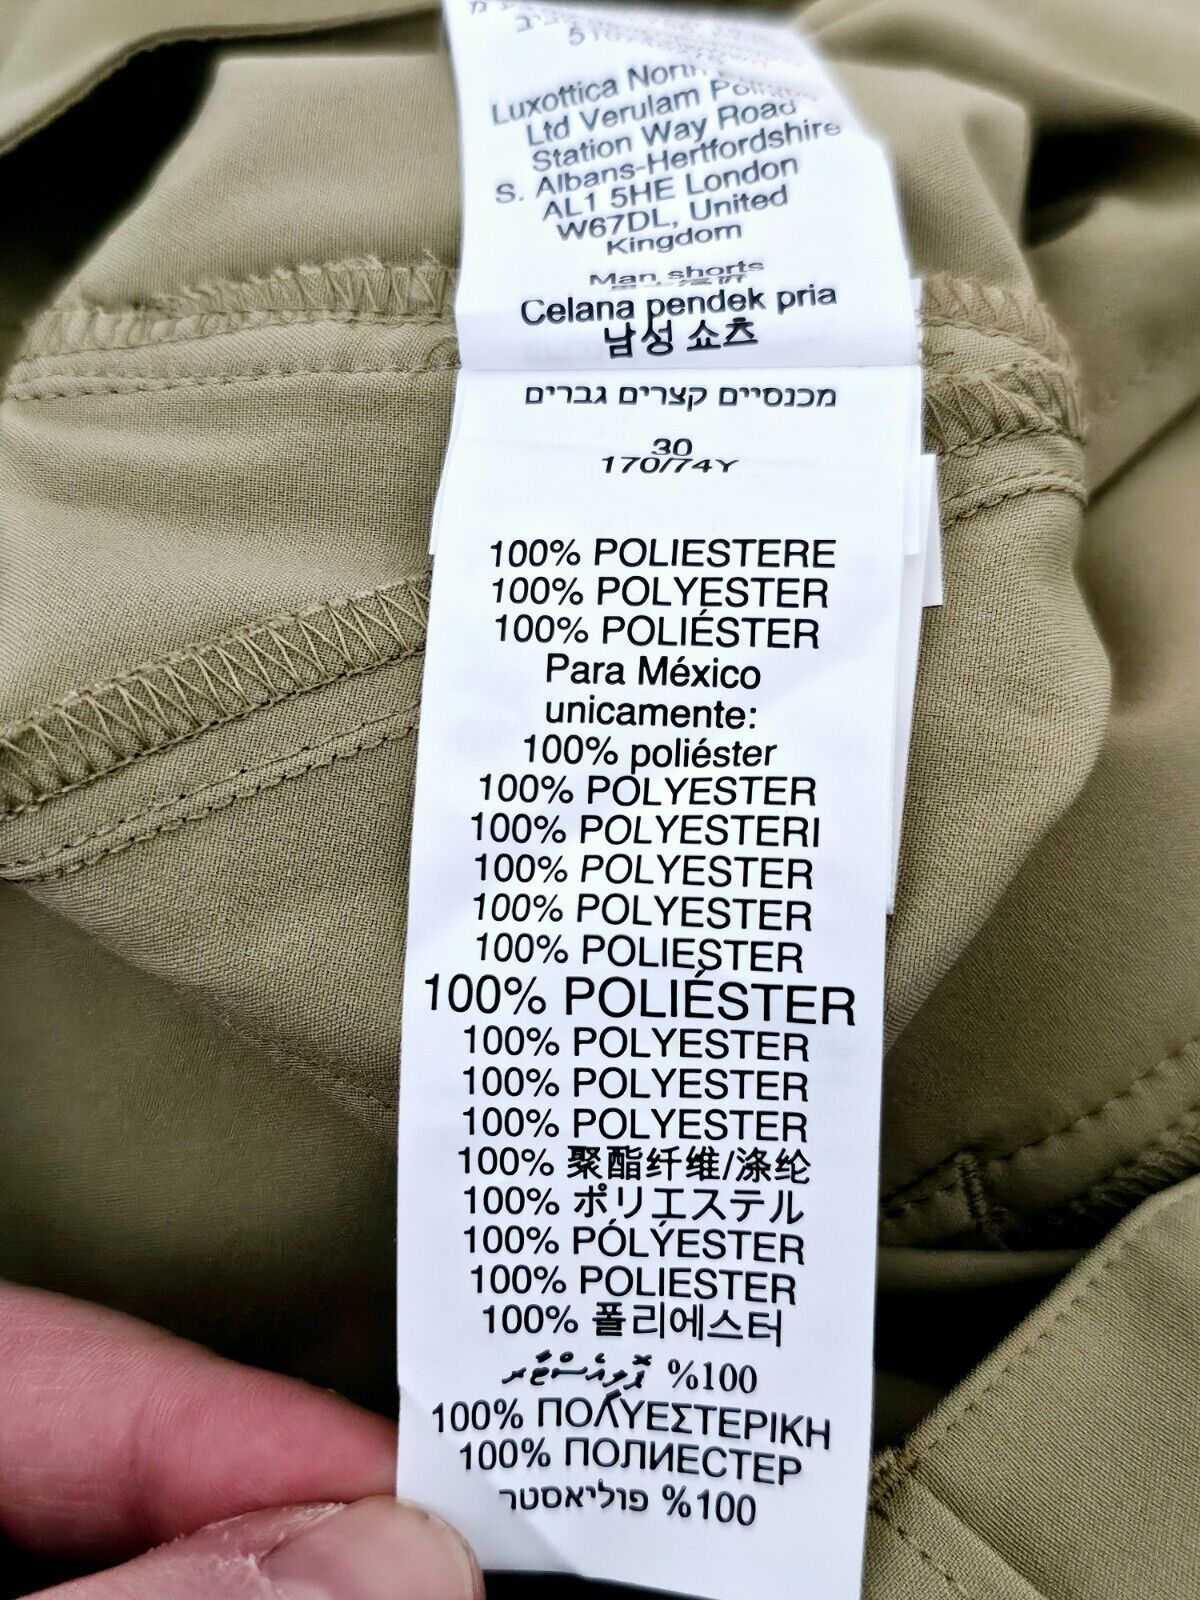 Luxottica North
Ltd Verulam Point
Station Way Road
S. Albans-Hertfordshire
AL1 5HE London
W67DL, United
Kingdom
Man shorts
Celana pendek pria
남성 쇼츠
מכנסיים קצרים גברים
30
170/74Y
100% POLIESTERE
100% POLYESTER
100% POLIÉSTER
Para México
unicamente:
100% poliéster
100% POLYESTER
100% POLYESTERI
100% POLYESTER
100% POLYESTER
100% POLIESTER
100% POLIÉSTER
100% POLYESTER
100% POLYESTER
100% POLYESTER
100% 聚酯纤维/涤纶
100% ポリエステル
100% PÓLÝESTER
100% POLIESTER
100% 폴리에스터
%100 ޕޮލިއެސްޓާރ
100% ΠΟΛΥΕΣΤΕΡΙΚΗ
100% ПОЛИЕСТЕР
%100 פוליאסטר